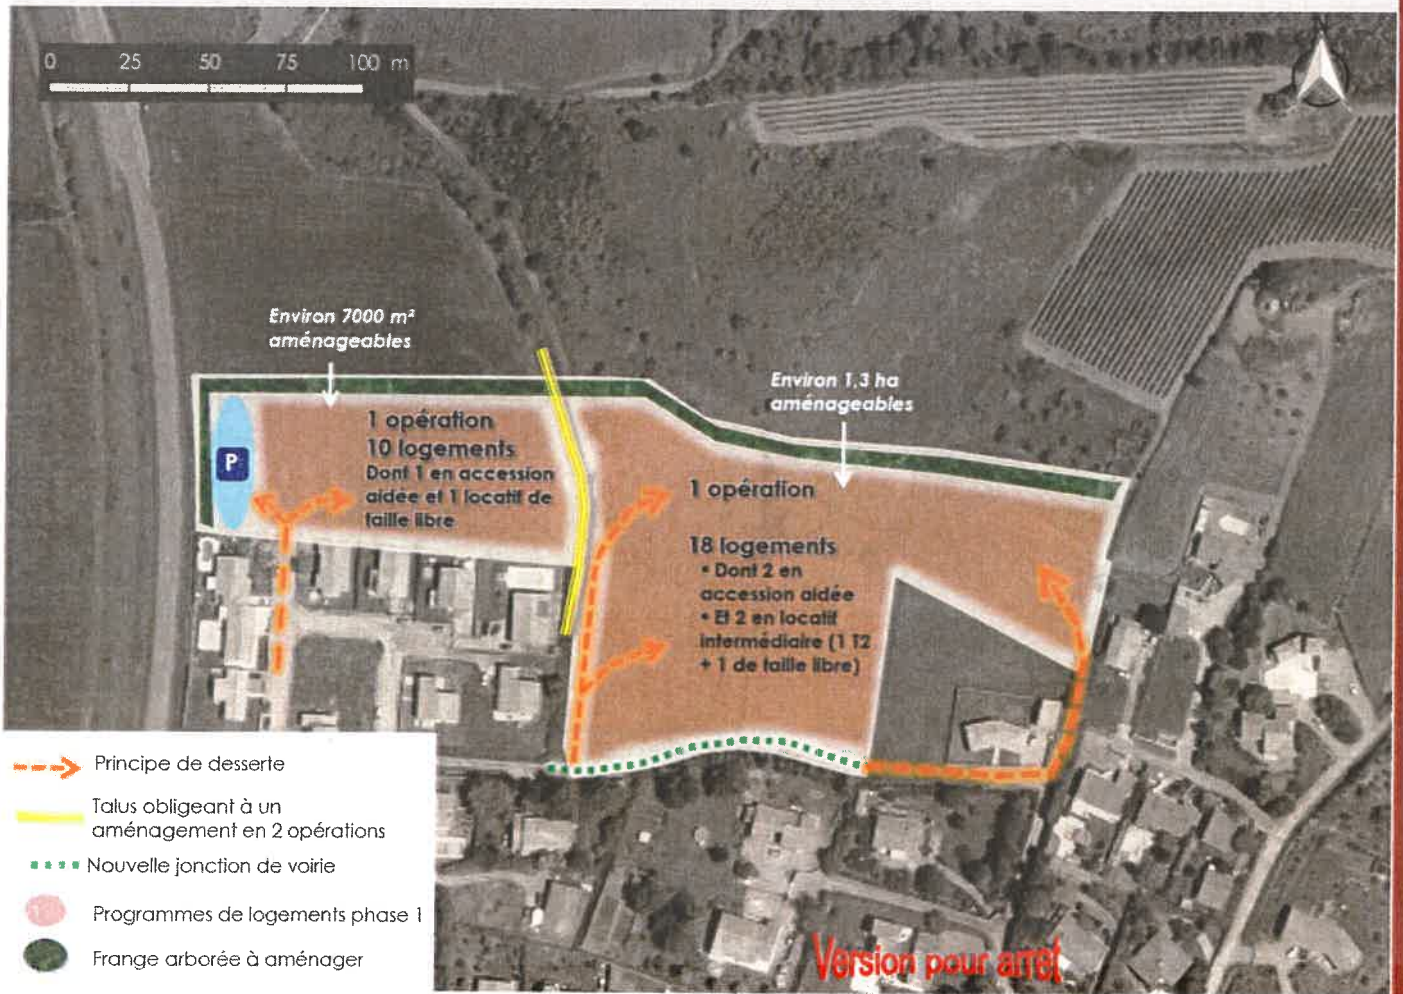 0 25 50 75 100 m
Environ 7000 m²
aménageables
Environ 1,3 ha
aménageables
1 opération
10 logements
Dont 1 en accession
aidée et 1 locatif de
taille libre
P
1 opération
18 logements
• Dont 2 en
accession aidée
• Et 2 en locatif
intermédiaire (1 T2
+ 1 de taille libre)
Principe de desserte
Talus obligeant à un
aménagement en 2 opérations
Nouvelle jonction de voirie
Programmes de logements phase 1
Frange arborée à aménager
Version pour arret